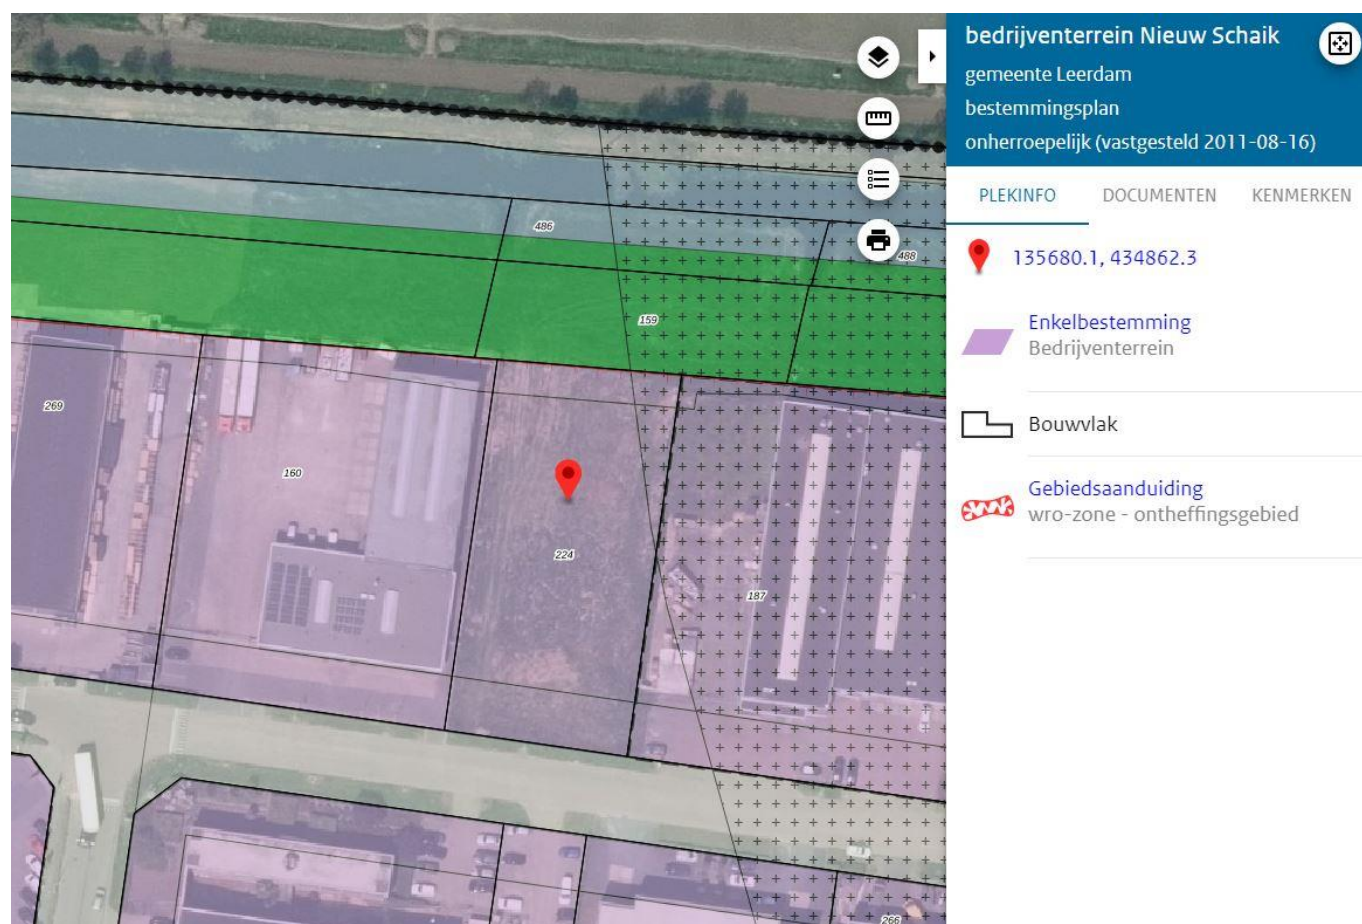 bedrijventerrein Nieuw Schaik
gemeente Leerdam
bestemmingsplan
onherroepelijk (vastgesteld 2011-08-16)
PLEKINFO DOCUMENTEN KENMERKEN
135680.1, 434862.3
Enkelbestemming
Bedrijventerrein
Bouwvlak
Gebiedsaanduiding
wro-zone - ontheffingsgebied
486
488
159
269
160
224
187
266